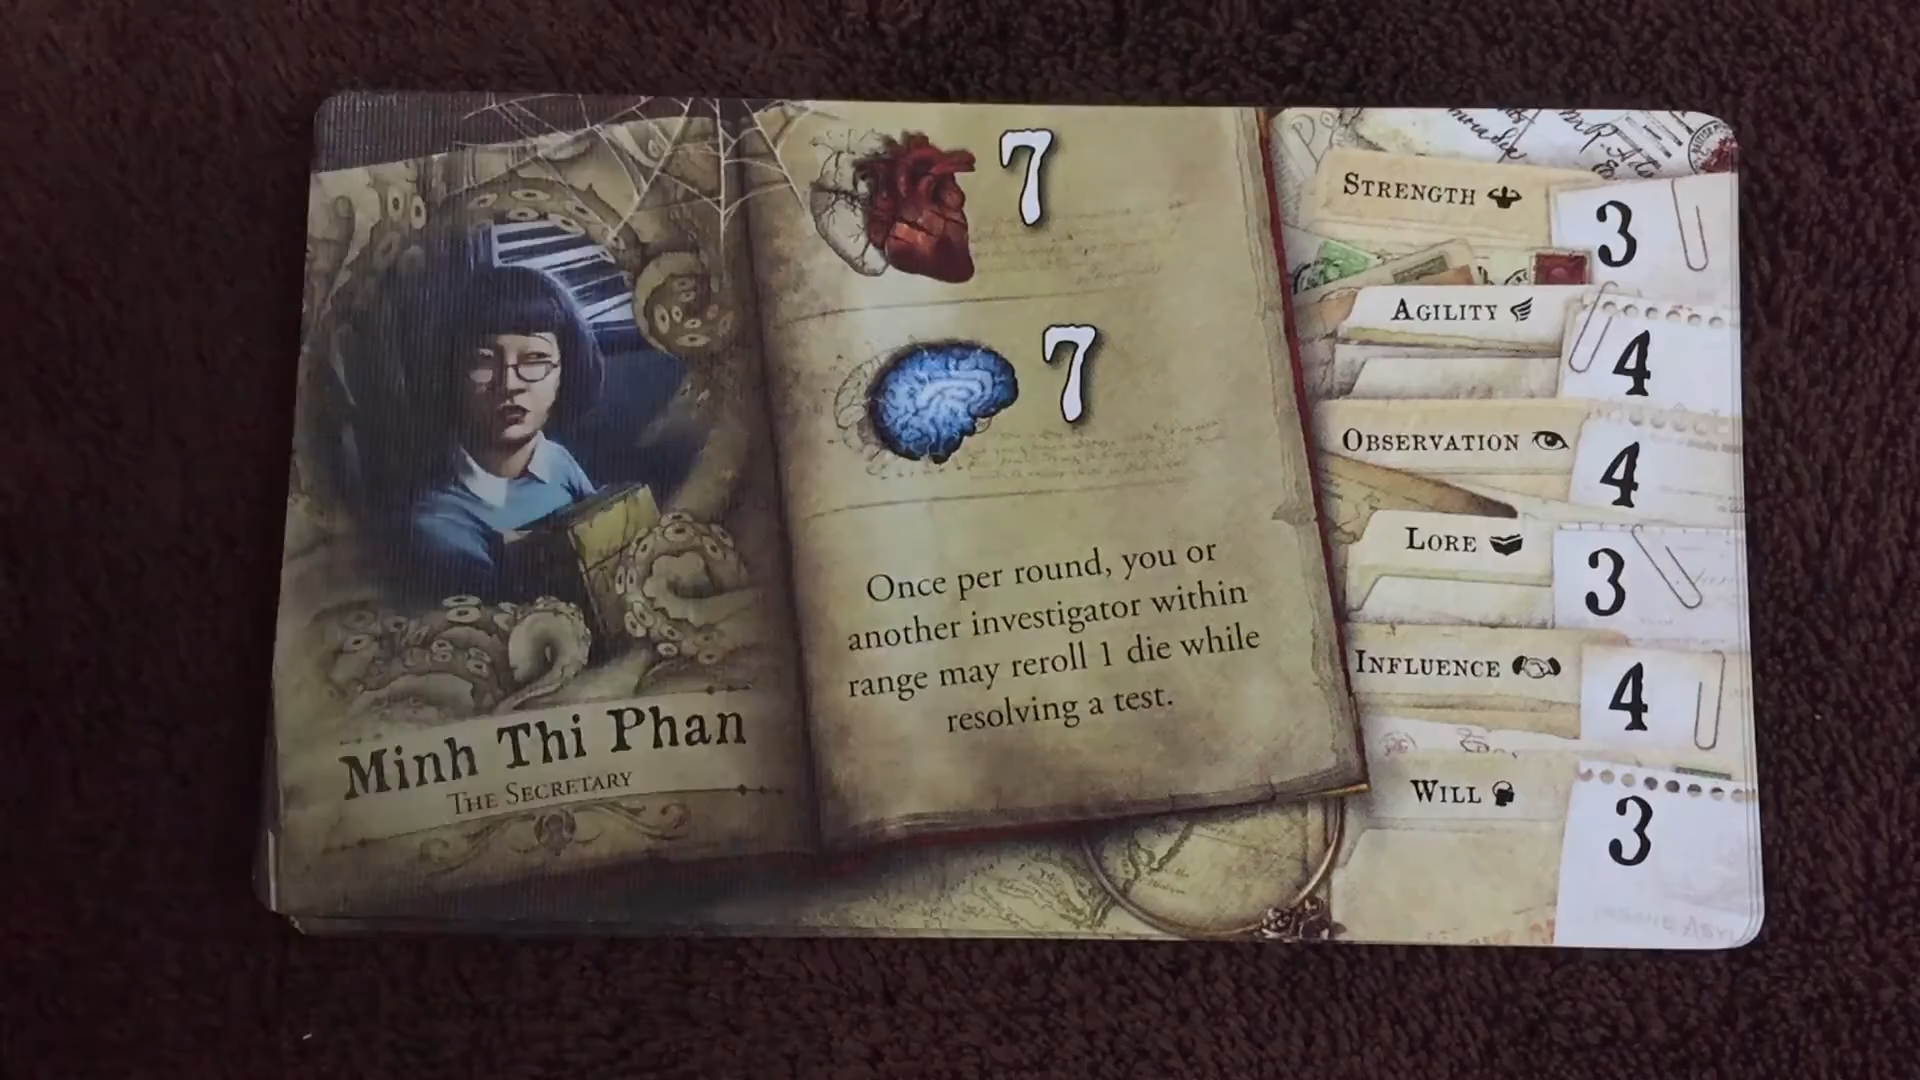 Minh Thi Phan
The Secretary
7
7
Once per round, you or
another investigator within
range may reroll 1 die while
resolving a test.
Strength 3
Agility 4
Observation 4
Lore 3
Influence 4
Will 3